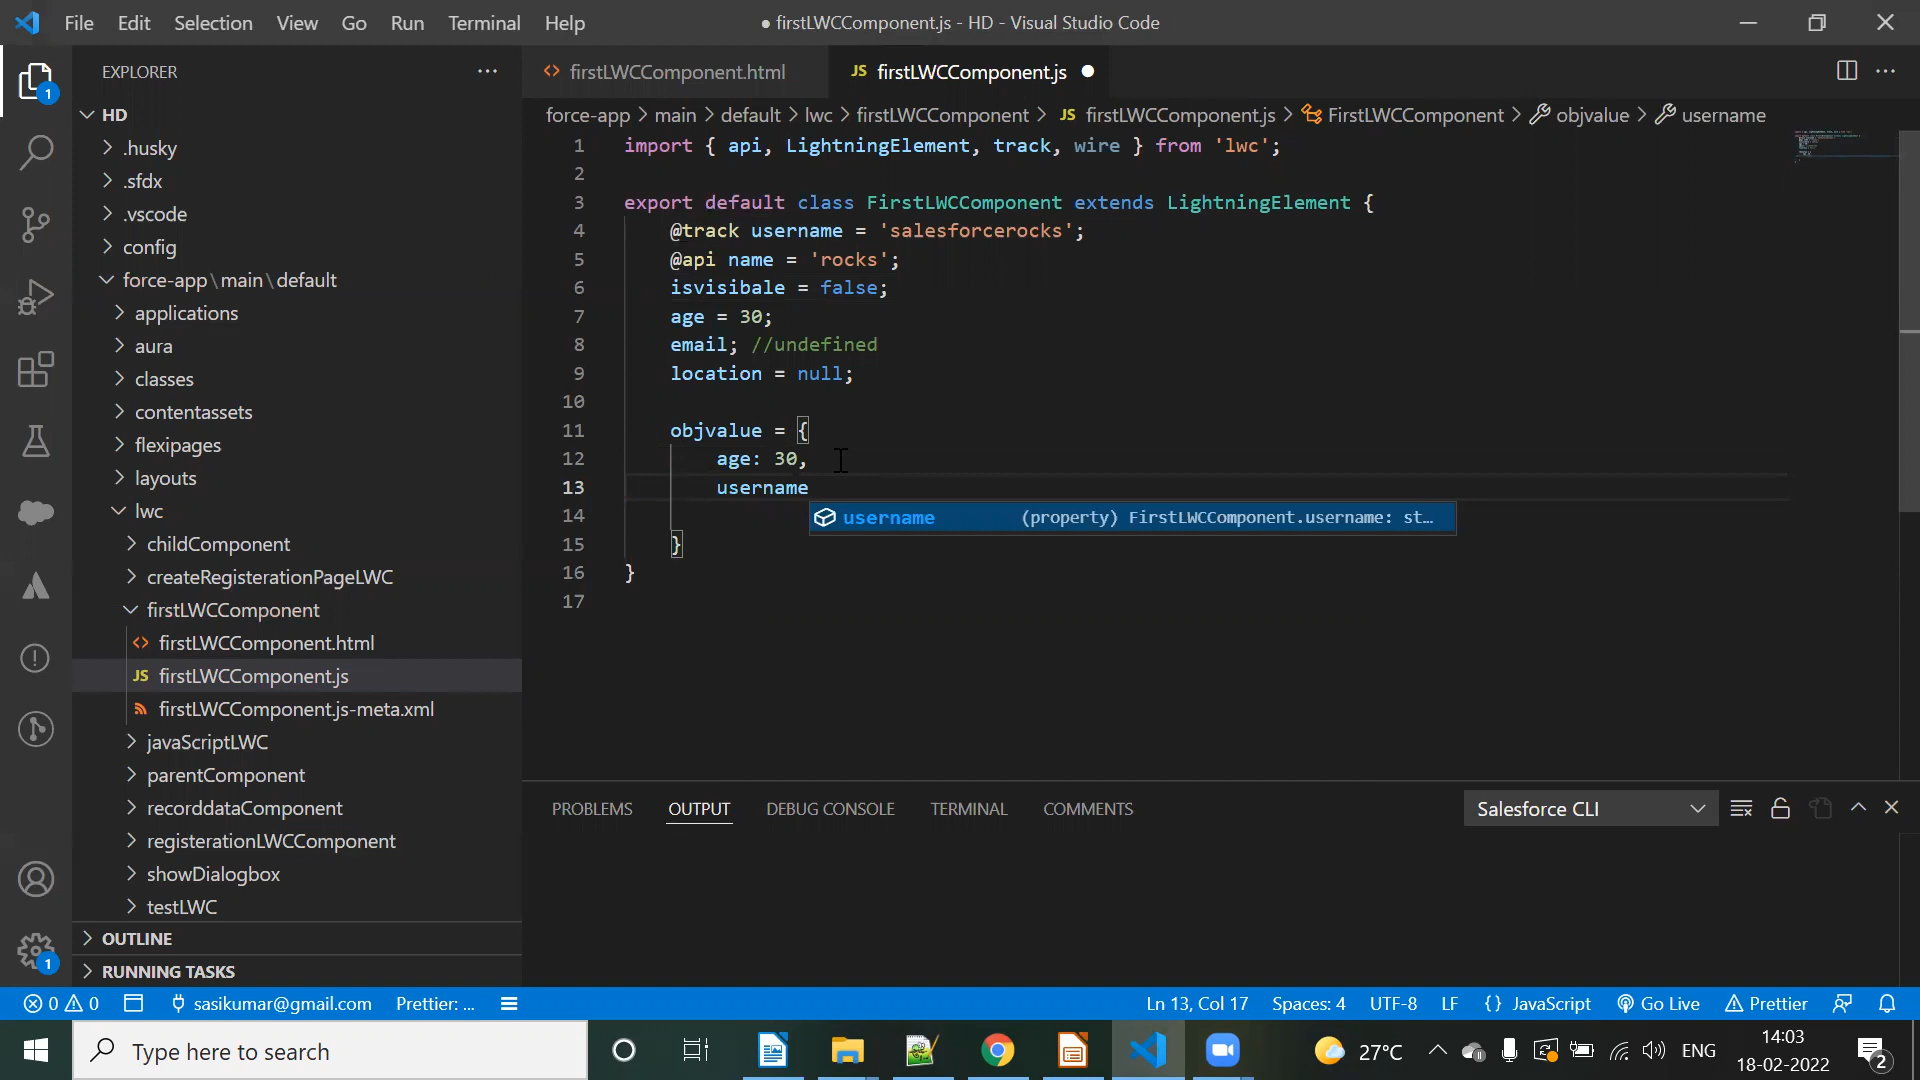 File Edit Selection View Go Run Terminal Help
● firstLWCComponent.js - HD - Visual Studio Code
EXPLORER
firstLWCComponent.html
JS firstLWCComponent.js
HD
force-app > main > default > lwc > firstLWCComponent > JS firstLWCComponent.js > FirstLWCComponent > objvalue > username
.husky
.sfdx
.vscode
config
force-app\main\default
applications
aura
classes
contentassets
flexipages
layouts
lwc
childComponent
createRegisterationPageLWC
firstLWCComponent
firstLWCComponent.html
JS firstLWCComponent.js
firstLWCComponent.js-meta.xml
javaScriptLWC
parentComponent
recorddataComponent
registerationLWCComponent
showDialogbox
testLWC
OUTLINE
RUNNING TASKS
1
1
1 import { api, LightningElement, track, wire } from 'lwc';
2
3 export default class FirstLWCComponent extends LightningElement {
4 @track username = 'salesforcerocks';
5 @api name = 'rocks';
6 isvisibale = false;
7 age = 30;
8 email; //undefined
9 location = null;
10
11 objvalue = {
12 age: 30,
13 username
14
15 }
16 }
17
username (property) FirstLWCComponent.username: st…
PROBLEMS OUTPUT DEBUG CONSOLE TERMINAL COMMENTS
Salesforce CLI
0 0 sasikumar@gmail.com Prettier: ...
Ln 13, Col 17 Spaces: 4 UTF-8 LF {} JavaScript Go Live Prettier
Type here to search
27°C
ENG
14:03
18-02-2022
2